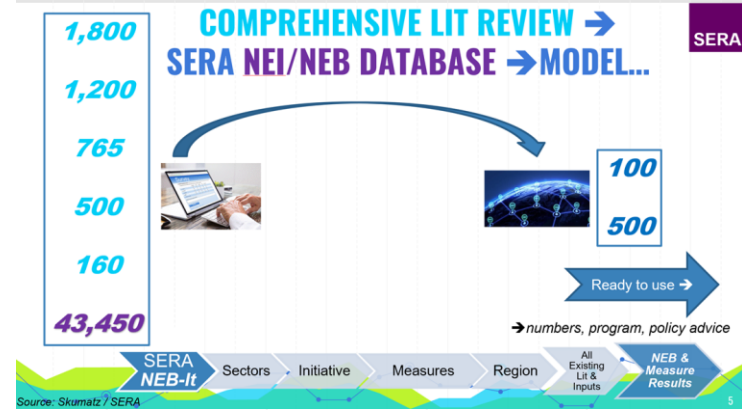 COMPREHENSIVE LIT REVIEW →
SERA NEI/NEB DATABASE →MODEL...
SERA
1,800
1,200
765
500
160
43,450
100
500
Ready to use →
→numbers, program, policy advice
SERA
NEB-It
Sectors
Initiative
Measures
Region
All
Existing
Lit &
Inputs
NEB &
Measure
Results
Source: Skumatz / SERA
5